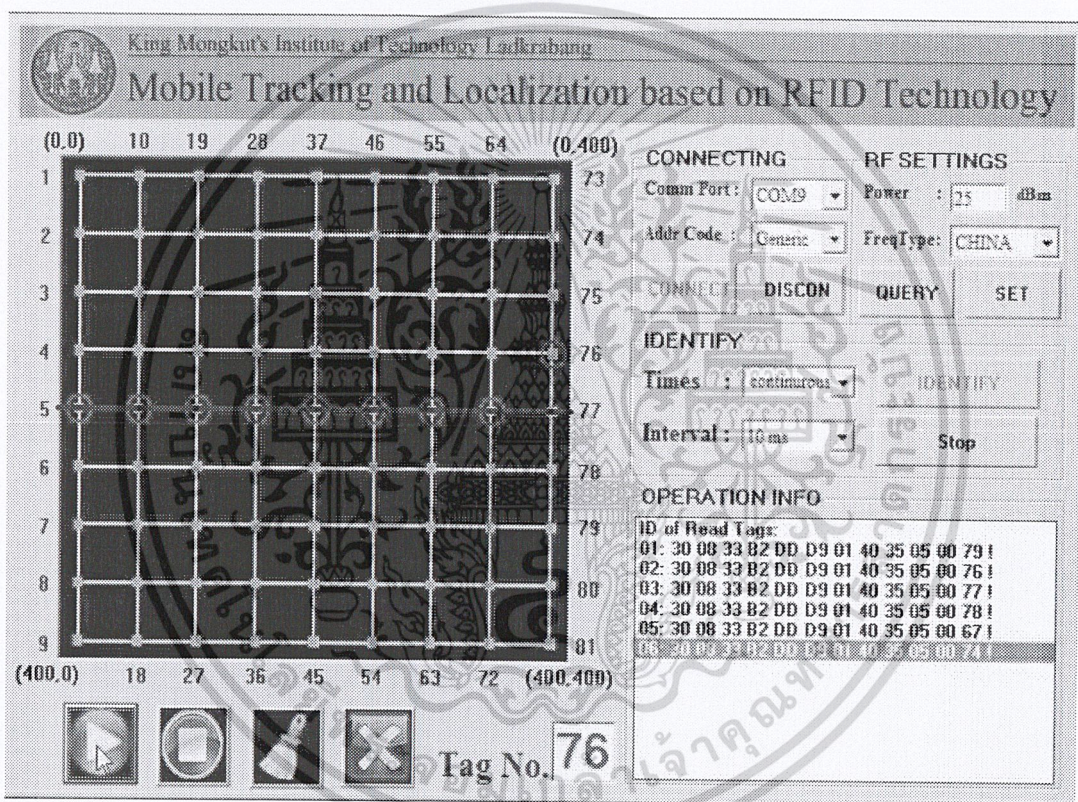 King Mongkut's Institute of Technology Ladkrabang
Mobile Tracking and Localization based on RFID Technology
(0,0) 10 19 28 37 46 55 64 (0,400)
1 73
2 74
3 75
4 76
5 77
6 78
7 79
8 80
9 81
(400,0) 18 27 36 45 54 63 72 (400,400)
Tag No. 76
CONNECTING
Comm Port : COM9
Addr Code : Generic
CONNECT DISCON
RF SETTINGS
Power : 25 dBm
FreqType: CHINA
QUERY SET
IDENTIFY
Times : continurous
IDENTIFY
Interval : 10 ms
Stop
OPERATION INFO
ID of Read Tags:
01: 30 08 33 B2 DD D9 01 40 35 05 00 79 !
02: 30 08 33 B2 DD D9 01 40 35 05 00 76 !
03: 30 08 33 B2 DD D9 01 40 35 05 00 77 !
04: 30 08 33 B2 DD D9 01 40 35 05 00 78 !
05: 30 08 33 B2 DD D9 01 40 35 05 00 67 !
06: 30 08 33 B2 DD D9 01 40 35 05 00 74 !